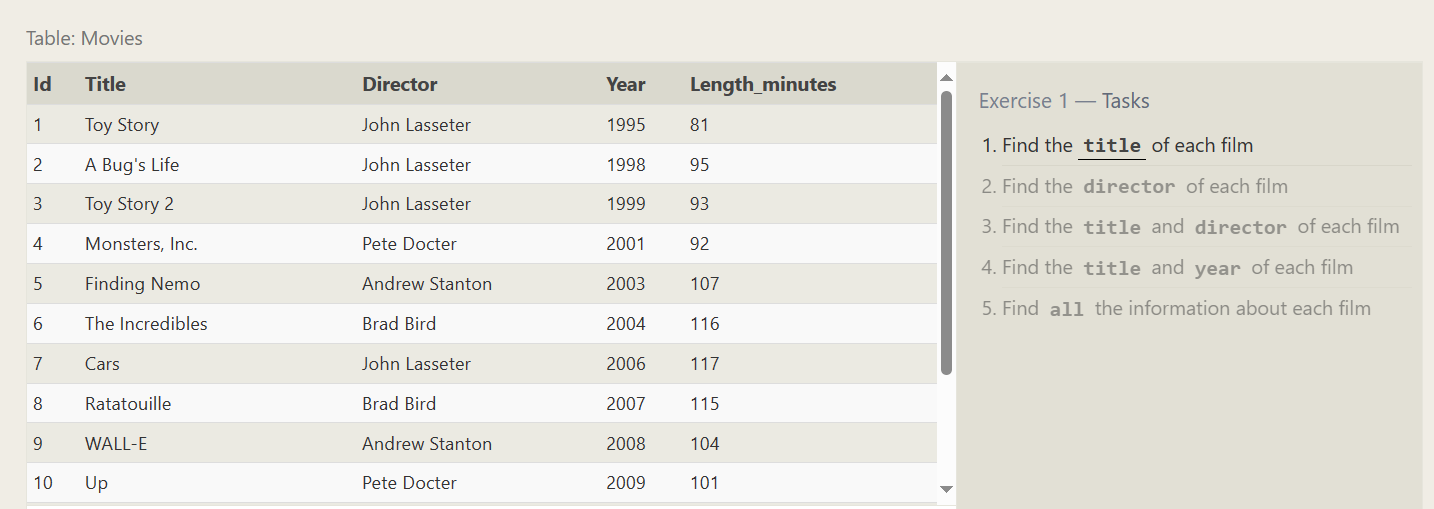 Table: Movies
Id Title Director Year Length_minutes
1 Toy Story John Lasseter 1995 81
2 A Bug's Life John Lasseter 1998 95
3 Toy Story 2 John Lasseter 1999 93
4 Monsters, Inc. Pete Docter 2001 92
5 Finding Nemo Andrew Stanton 2003 107
6 The Incredibles Brad Bird 2004 116
7 Cars John Lasseter 2006 117
8 Ratatouille Brad Bird 2007 115
9 WALL-E Andrew Stanton 2008 104
10 Up Pete Docter 2009 101
Exercise 1 — Tasks
1. Find the title of each film
2. Find the director of each film
3. Find the title and director of each film
4. Find the title and year of each film
5. Find all the information about each film